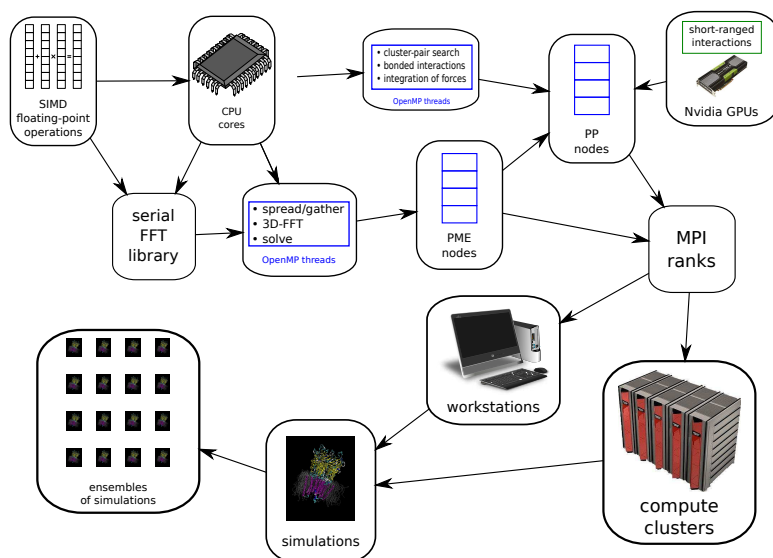 + × =
SIMD
floating-point
operations
CPU
cores
• cluster-pair search
• bonded interactions
• integration of forces
OpenMP threads
PP
nodes
short-ranged
interactions
Nvidia GPUs
serial
FFT
library
• spread/gather
• 3D-FFT
• solve
OpenMP threads
PME
nodes
MPI
ranks
workstations
compute
clusters
simulations
ensembles
of simulations